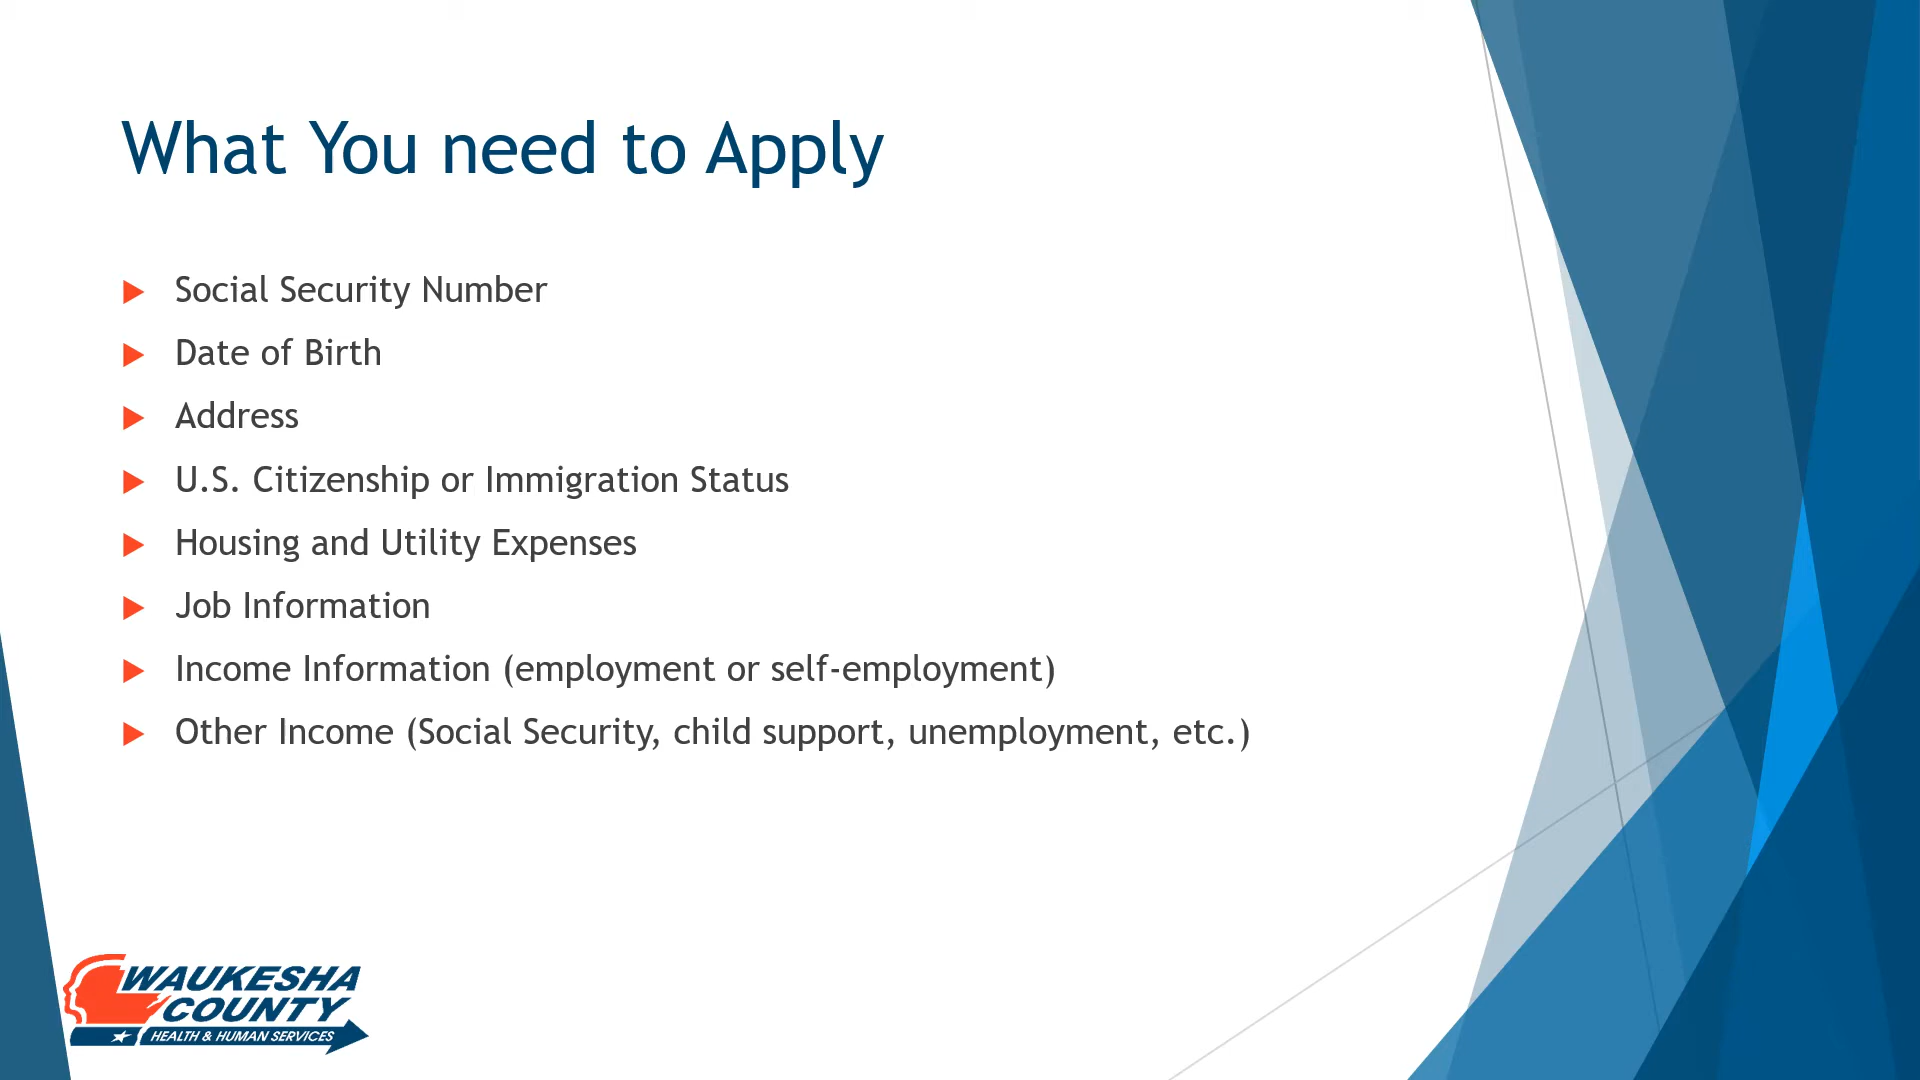 What You need to Apply
Social Security Number
Date of Birth
Address
U.S. Citizenship or Immigration Status
Housing and Utility Expenses
Job Information
Income Information (employment or self-employment)
Other Income (Social Security, child support, unemployment, etc.)
WAUKESHA
COUNTY
HEALTH & HUMAN SERVICES